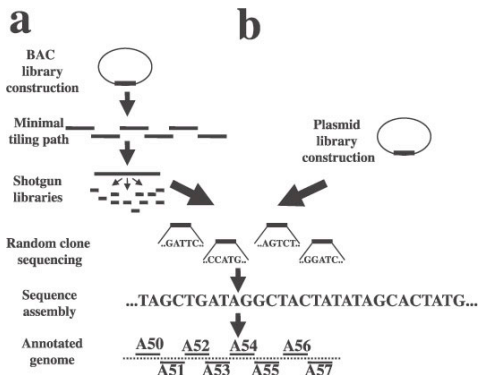 a
b
BAC
library
construction
Minimal
tiling path
Plasmid
library
construction
Shotgun
libraries
Random clone
sequencing
..GATTC..
..CCATG..
..AGTCT..
..GGATC..
Sequence
assembly
...TAGCTGATAGGCTACTATATAGCACTATG...
Annotated
genome
A50 A52 A54 A56
A51 A53 A55 A57